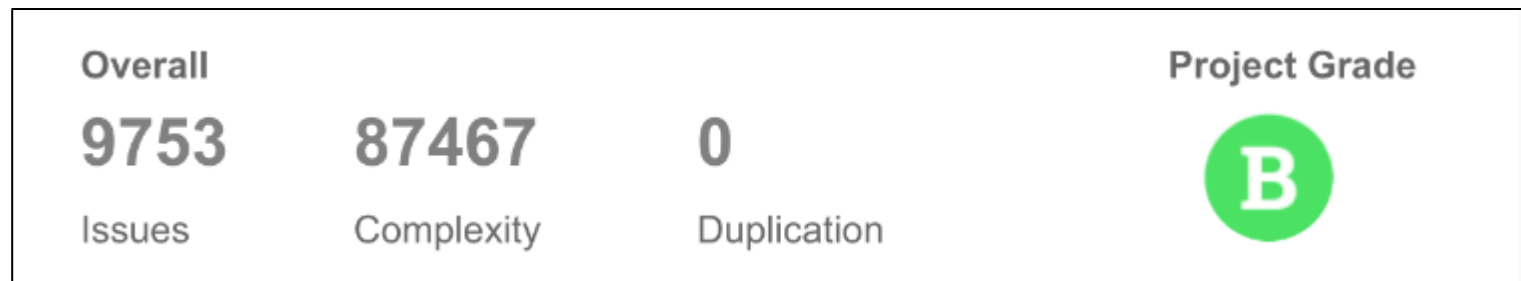 Overall
Project Grade
9753 87467 0
B
Issues Complexity Duplication